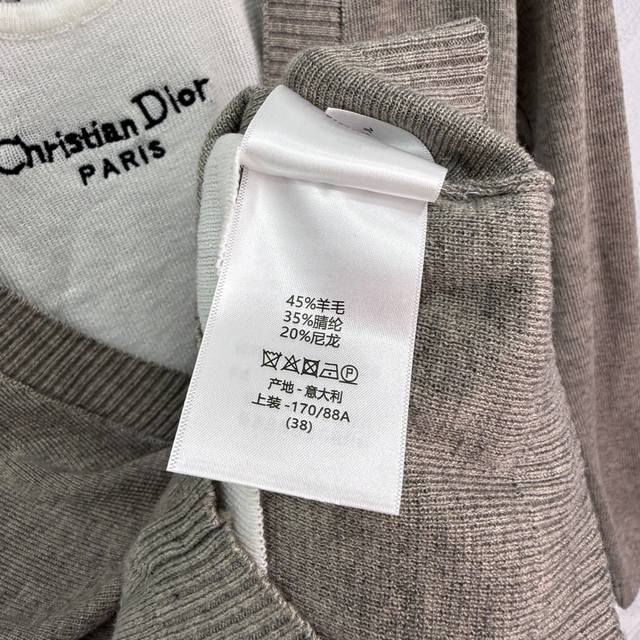 Christian Dior
PARIS
45%羊毛
35%腈纶
20%尼龙
产地 - 意大利
上装 -170/88A
(38)